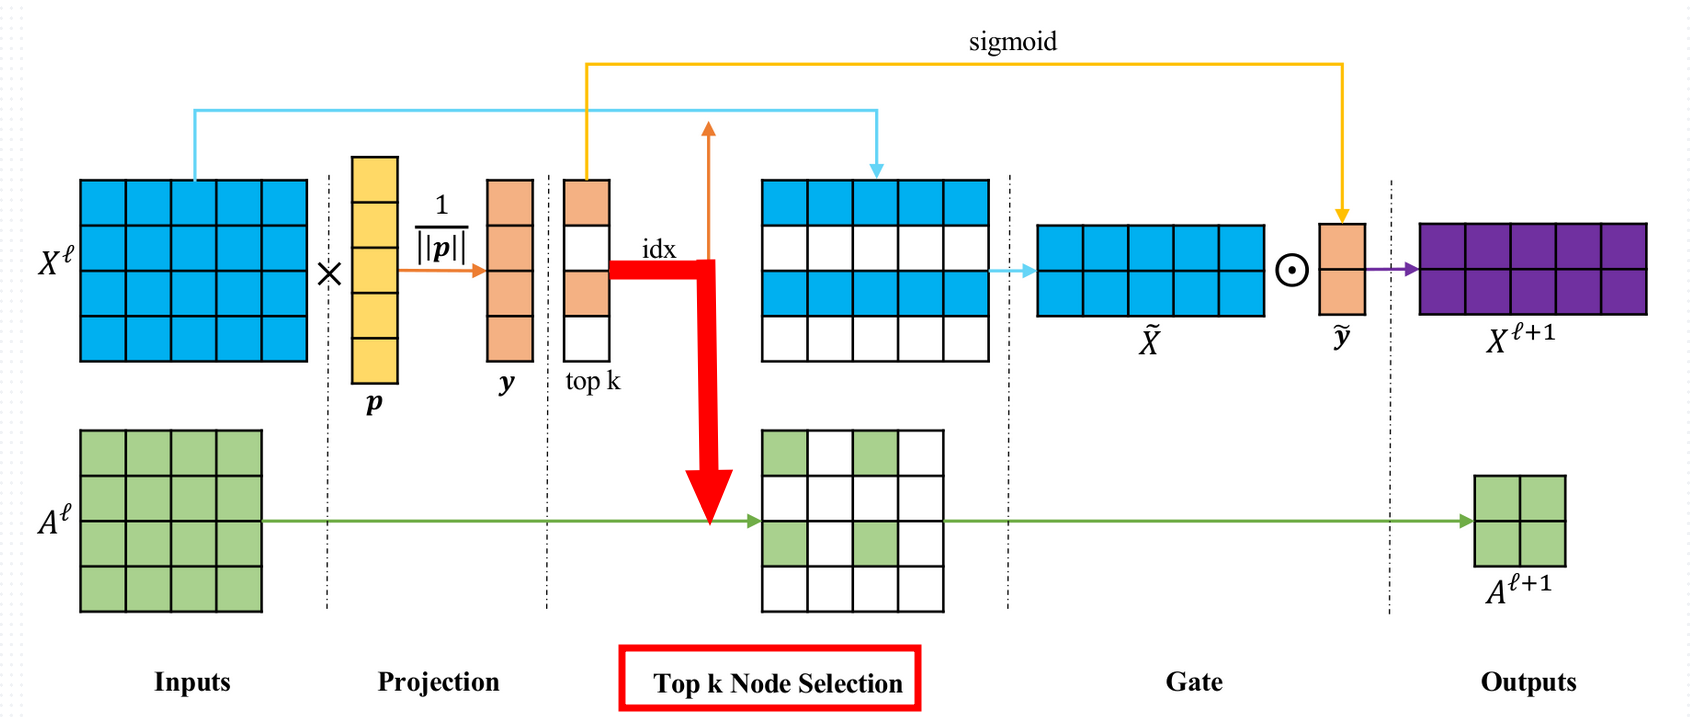 sigmoid
X^ℓ
×
1
||p||
idx
⊙
p
y
top k
X̃
ỹ
X^{ℓ+1}
A^ℓ
A^{ℓ+1}
Inputs
Projection
Top k Node Selection
Gate
Outputs